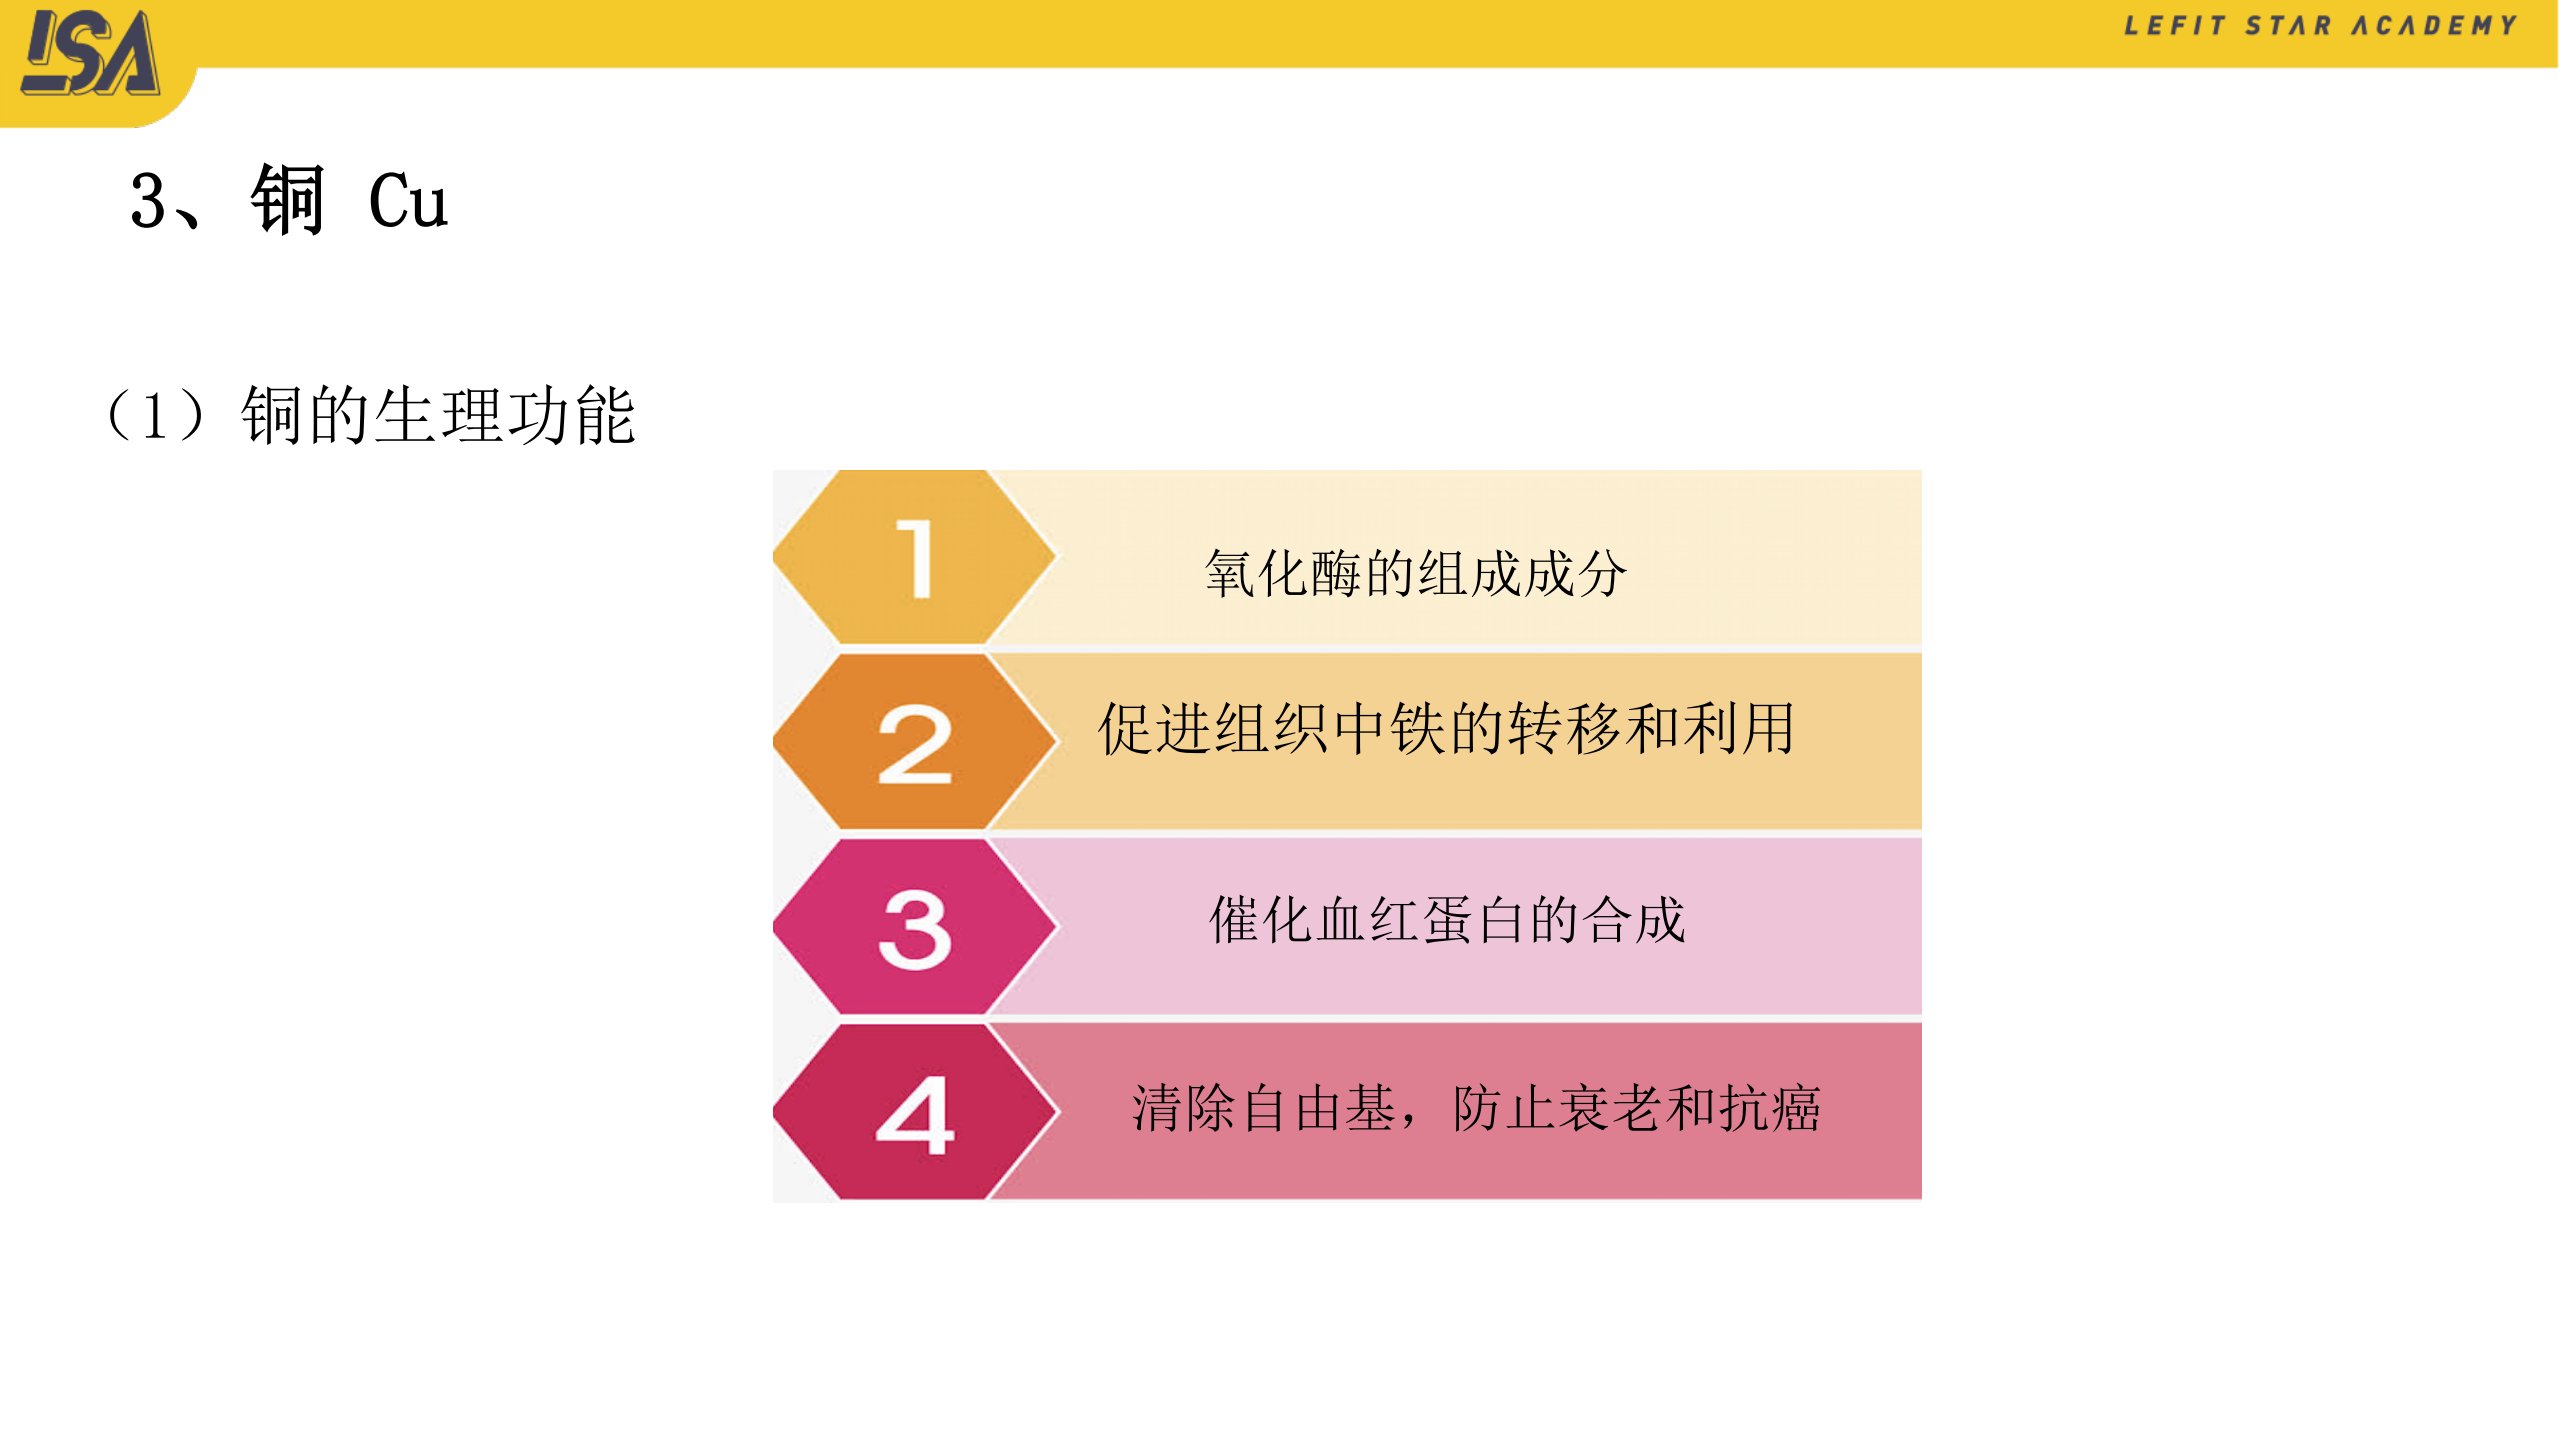 LSA
LEFIT STAR ACADEMY
3、铜 Cu
（1）铜的生理功能
1
氧化酶的组成成分
2
促进组织中铁的转移和利用
3
催化血红蛋白的合成
4
清除自由基，防止衰老和抗癌